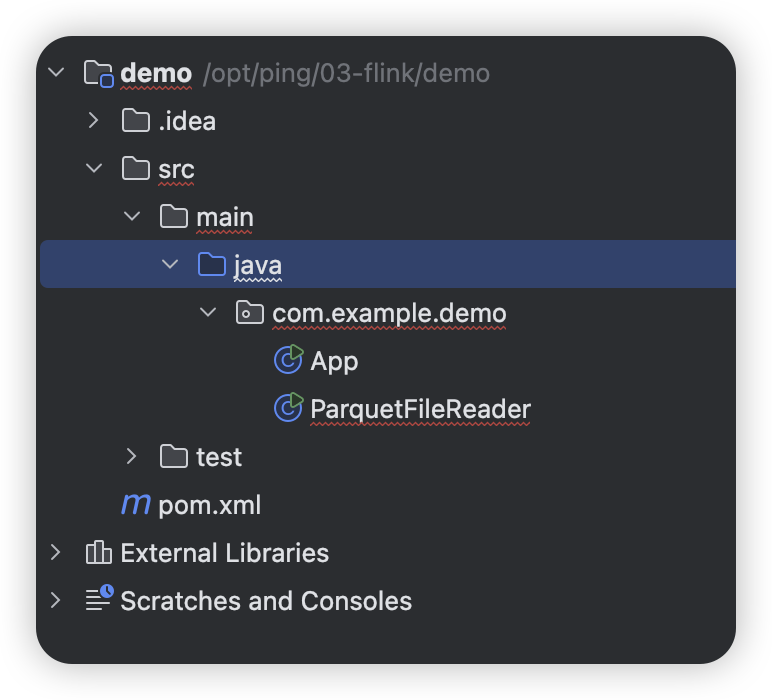 demo /opt/ping/03-flink/demo
.idea
src
main
java
com.example.demo
App
ParquetFileReader
test
pom.xml
External Libraries
Scratches and Consoles